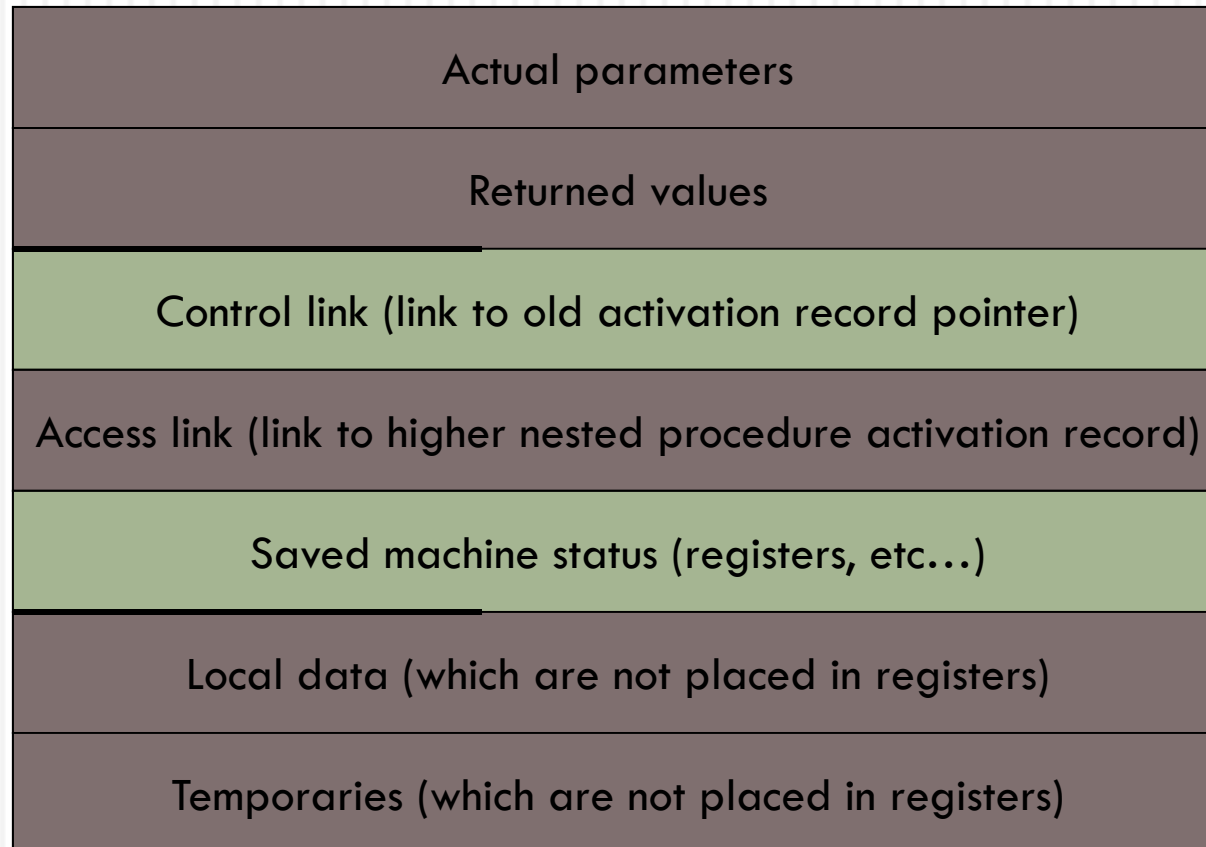 Actual parameters
Returned values
Control link (link to old activation record pointer)
Access link (link to higher nested procedure activation record)
Saved machine status (registers, etc…)
Local data (which are not placed in registers)
Temporaries (which are not placed in registers)